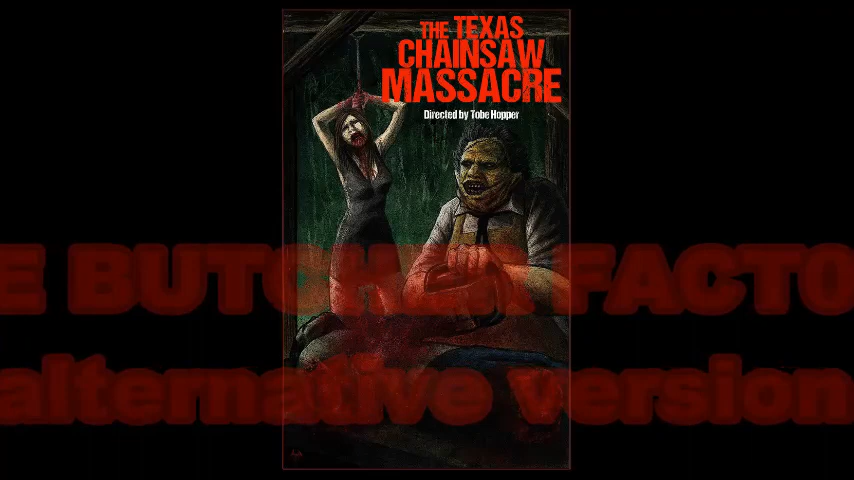 THE TEXAS
CHAINSAW
MASSACRE
Directed by Tobe Hopper
E BUTCHER FACTO
alternative version